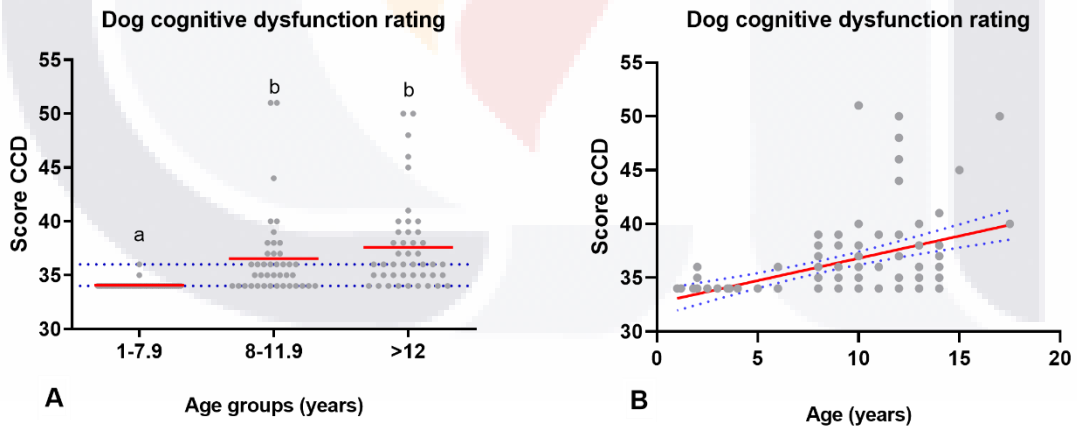 Dog cognitive dysfunction rating
Score CCD
55
50
45
40
35
30
a
b
b
1-7.9
8-11.9
>12
A
Age groups (years)
Dog cognitive dysfunction rating
Score CCD
55
50
45
40
35
30
0
5
10
15
20
B
Age (years)